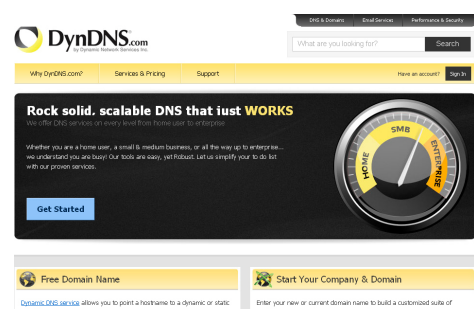 DNS & Domains Email Services Performance & Security
DynDNS.com
by Dynamic Network Services Inc.
What are you looking for? Search
Why DynDNS.com? Services & Pricing Support Have an account? Sign In
Rock solid, scalable DNS that just WORKS
We offer DNS services on every level from home user to enterprise
Whether you are a home user, a small & medium business, or all the way up to enterprise...
we understand you are busy! Our tools are easy, yet Robust. Let us simplify your to do list
with our proven services.
HOME SMB ENTERPRISE
Get Started
Free Domain Name
Start Your Company & Domain
Dynamic DNS service allows you to point a hostname to a dynamic or static
Enter your new or current domain name to build a customized suite of